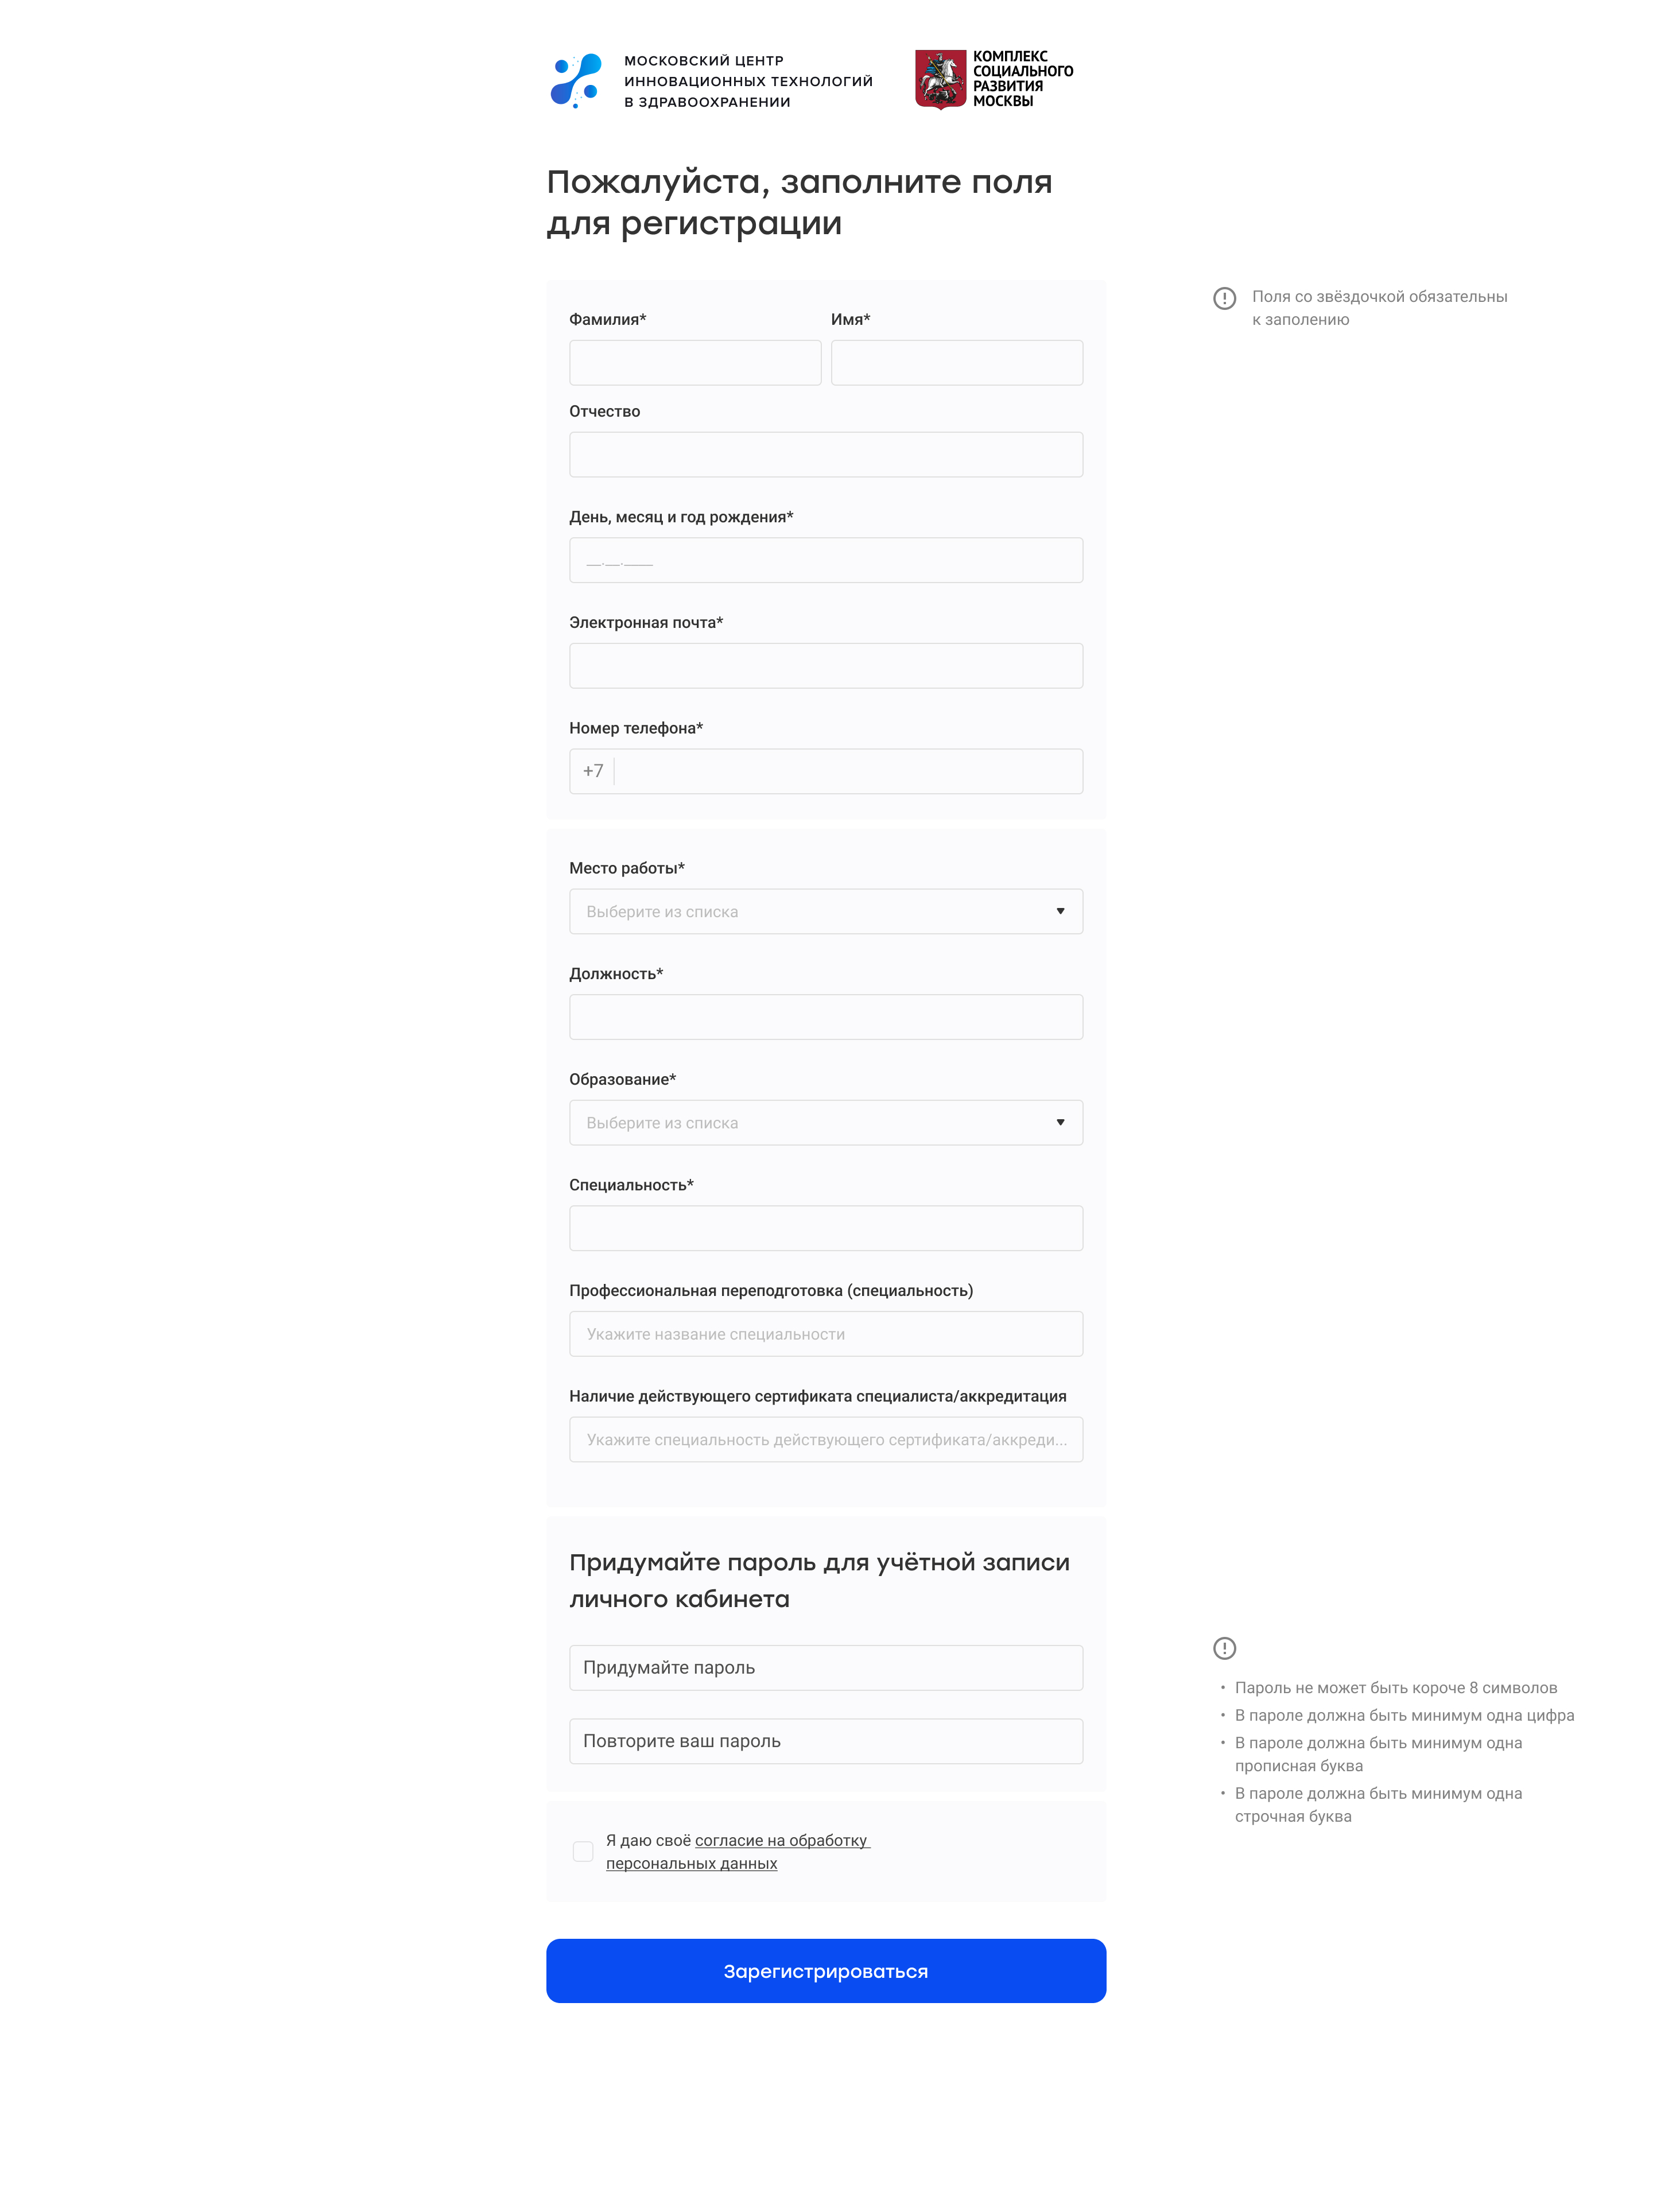 МОСКОВСКИЙ ЦЕНТР
ИННОВАЦИОННЫХ ТЕХНОЛОГИЙ
В ЗДРАВООХРАНЕНИИ
КОМПЛЕКС
СОЦИАЛЬНОГО
РАЗВИТИЯ
МОСКВЫ
Пожалуйста, заполните поля
для регистрации
Поля со звёздочкой обязательны
к заполению
Фамилия*
Имя*
Отчество
День, месяц и год рождения*
__.__.____
Электронная почта*
Номер телефона*
+7
Место работы*
Выберите из списка
Должность*
Образование*
Выберите из списка
Специальность*
Профессиональная переподготовка (специальность)
Укажите название специальности
Наличие действующего сертификата специалиста/аккредитация
Укажите специальность действующего сертификата/аккреди...
Придумайте пароль для учётной записи
личного кабинета
Придумайте пароль
Повторите ваш пароль
• Пароль не может быть короче 8 символов
• В пароле должна быть минимум одна цифра
• В пароле должна быть минимум одна
прописная буква
• В пароле должна быть минимум одна
строчная буква
Я даю своё согласие на обработку
персональных данных
Зарегистрироваться